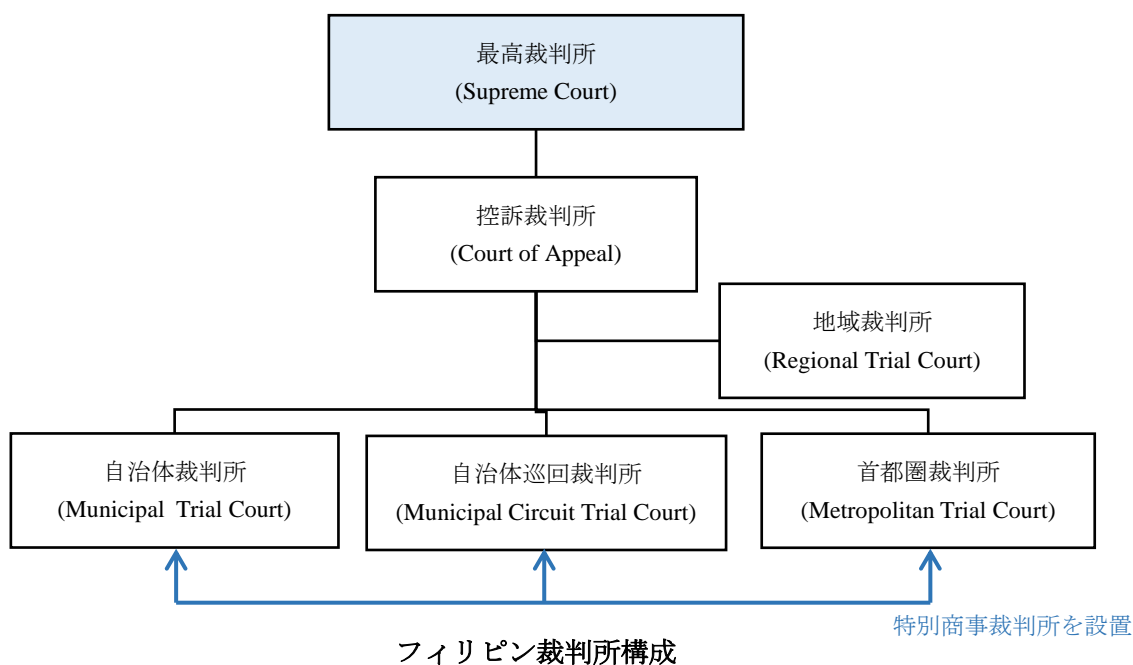 最高裁判所
(Supreme Court)
控訴裁判所
(Court of Appeal)
地域裁判所
(Regional Trial Court)
自治体裁判所
(Municipal Trial Court)
自治体巡回裁判所
(Municipal Circuit Trial Court)
首都圏裁判所
(Metropolitan Trial Court)
特別商事裁判所を設置
フィリピン裁判所構成